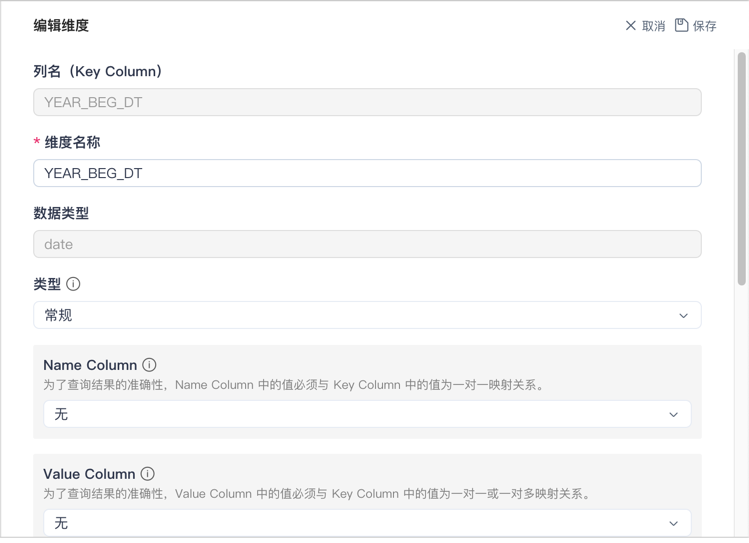 编辑维度
取消 保存
列名（Key Column）
YEAR_BEG_DT
* 维度名称
YEAR_BEG_DT
数据类型
date
类型
常规
Name Column
为了查询结果的准确性，Name Column 中的值必须与 Key Column 中的值为一对一映射关系。
无
Value Column
为了查询结果的准确性，Value Column 中的值必须与 Key Column 中的值为一对一或一对多映射关系。
无